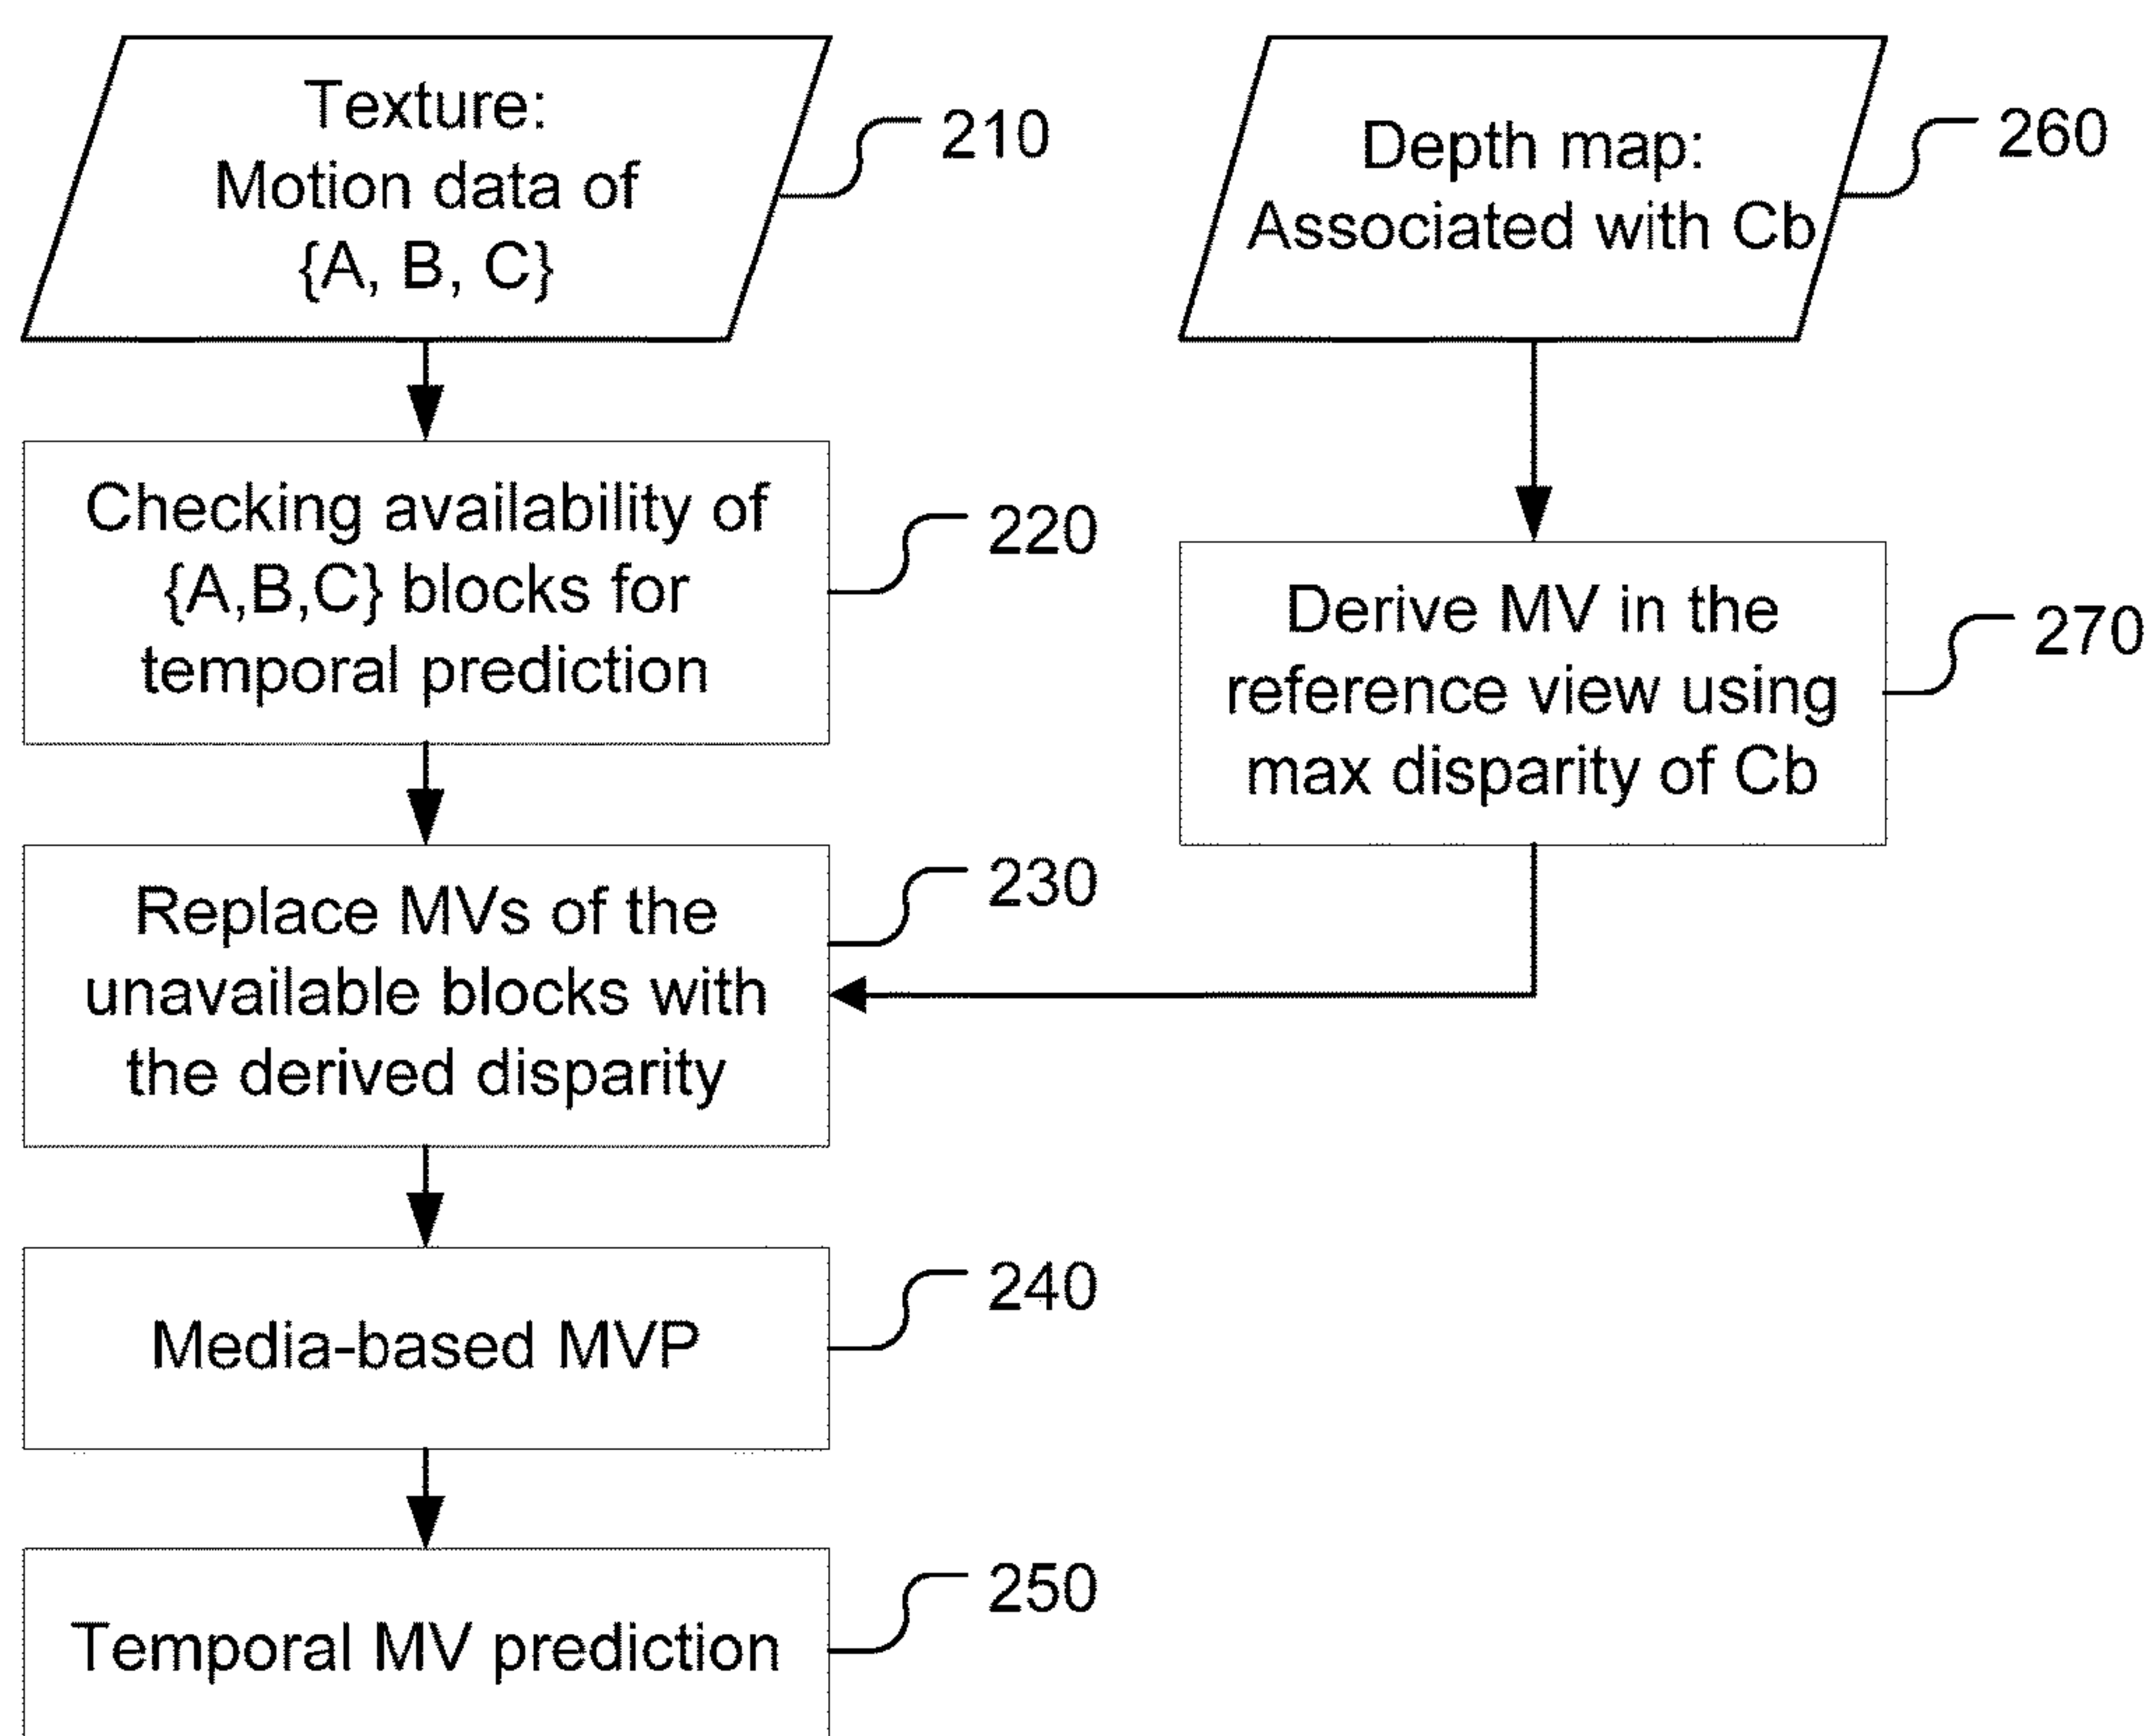 Texture:
Motion data of
{A, B, C}
210
Depth map:
Associated with Cb
260
Checking availability of
{A,B,C} blocks for
temporal prediction
220
Derive MV in the
reference view using
max disparity of Cb
270
Replace MVs of the
unavailable blocks with
the derived disparity
230
Media-based MVP
240
Temporal MV prediction
250